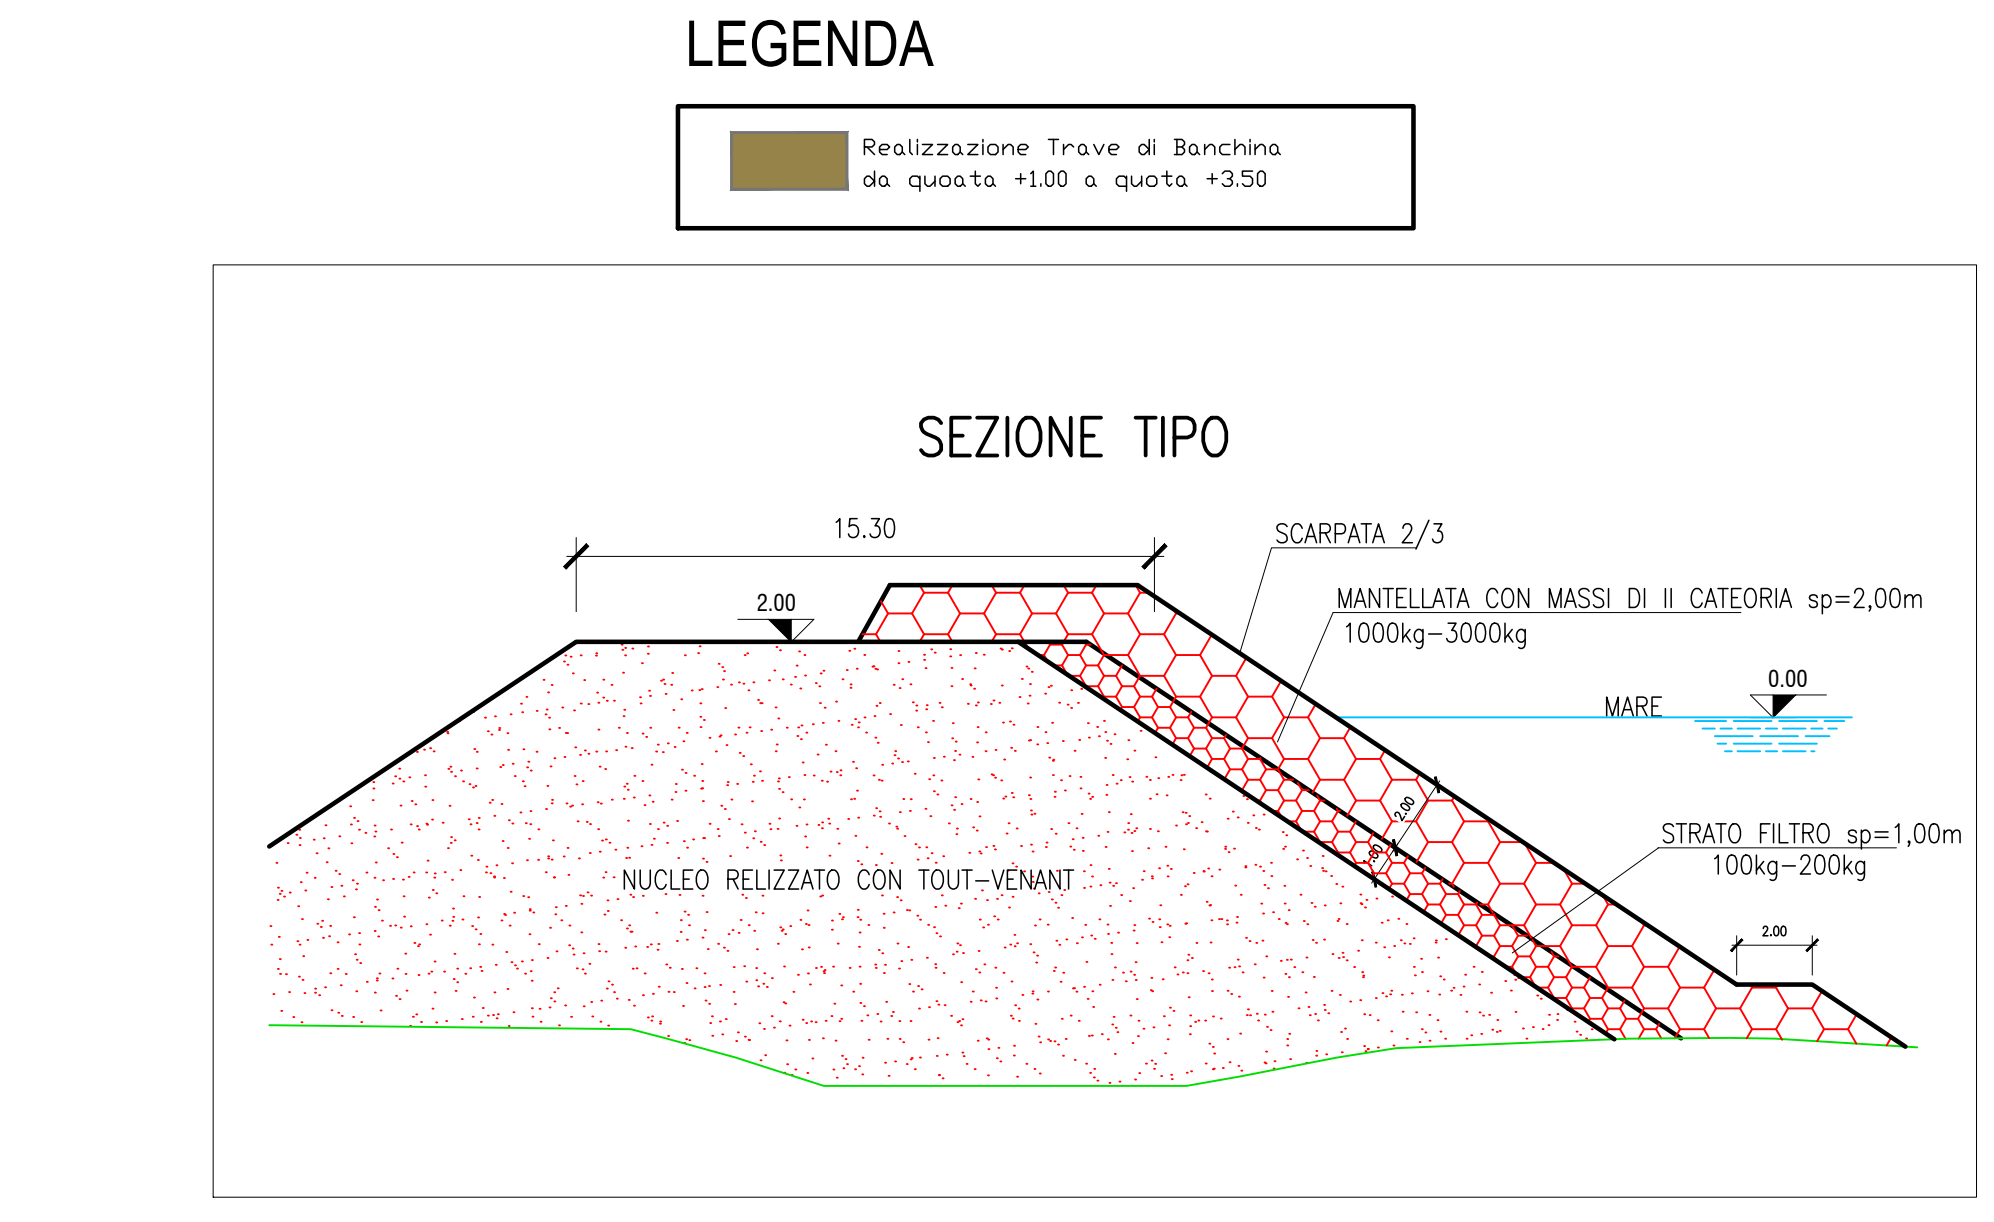 LEGENDA
Realizzazione Trave di Banchina
da quoata +1.00 a quota +3.50
SEZIONE TIPO
15.30
SCARPATA 2/3
2.00
MANTELLATA CON MASSI DI II CATEORIA sp=2,00m
1000kg-3000kg
0.00
MARE
2.00
STRATO FILTRO sp=1,00m
100kg-200kg
1.00
NUCLEO RELIZZATO CON TOUT-VENANT
2.00